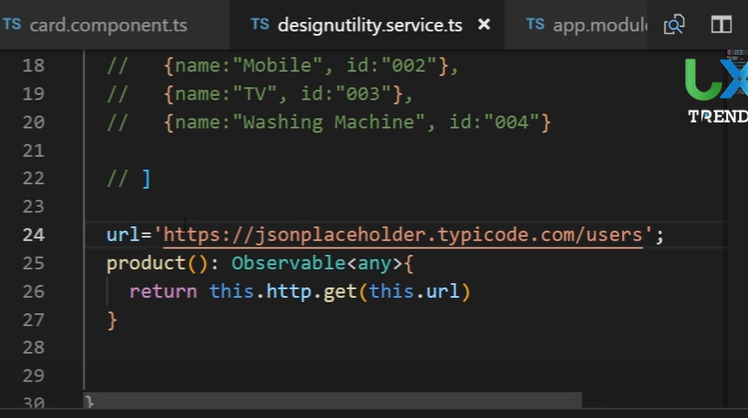 TS card.component.ts TS designutility.service.ts × TS app.module
18 // {name:"Mobile", id:"002"},
19 // {name:"TV", id:"003"},
20 // {name:"Washing Machine", id:"004"}
21
22 // ]
23
24 url='https://jsonplaceholder.typicode.com/users';
25 product(): Observable<any>{
26 return this.http.get(this.url)
27 }
28
29
30 }
UX
TREND